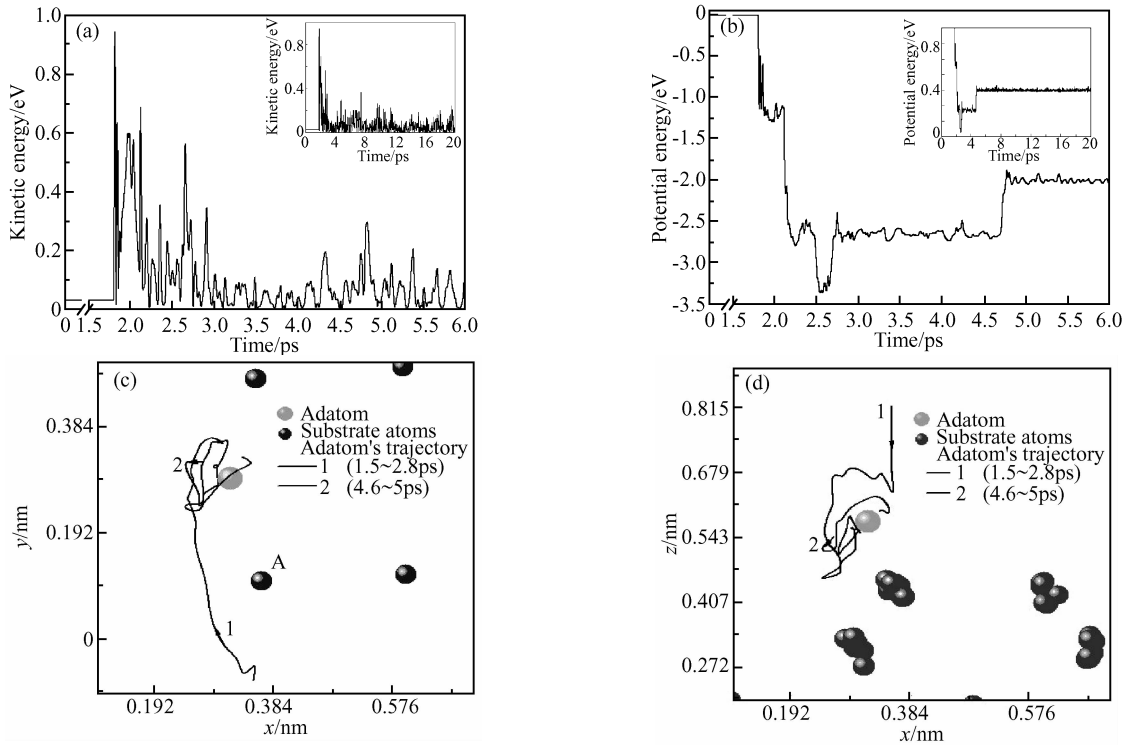 (a)
Kinetic energy/eV
1.0
0.8
0.6
0.4
0.2
0
0 1.5 2.0 2.5 3.0 3.5 4.0 4.5 5.0 5.5 6.0
Time/ps
Kinetic energy/eV
0.8
0.4
0
0 4 8 12 16 20
Time/ps
(b)
Potential energy/eV
0
-0.5
-1.0
-1.5
-2.0
-2.5
-3.0
-3.5
0 1.5 2.0 2.5 3.0 3.5 4.0 4.5 5.0 5.5 6.0
Time/ps
Potential energy/eV
0.8
0.4
0
0 4 8 12 16 20
Time/ps
(c)
y/nm
0.384
0.192
0
0.192 0.384 0.576
x/nm
Adatom
Substrate atoms
Adatom's trajectory
1 (1.5~2.8ps)
2 (4.6~5ps)
2
A
1
(d)
z/nm
0.815
0.679
0.543
0.407
0.272
0.192 0.384 0.576
x/nm
1
Adatom
Substrate atoms
Adatom's trajectory
1 (1.5~2.8ps)
2 (4.6~5ps)
2